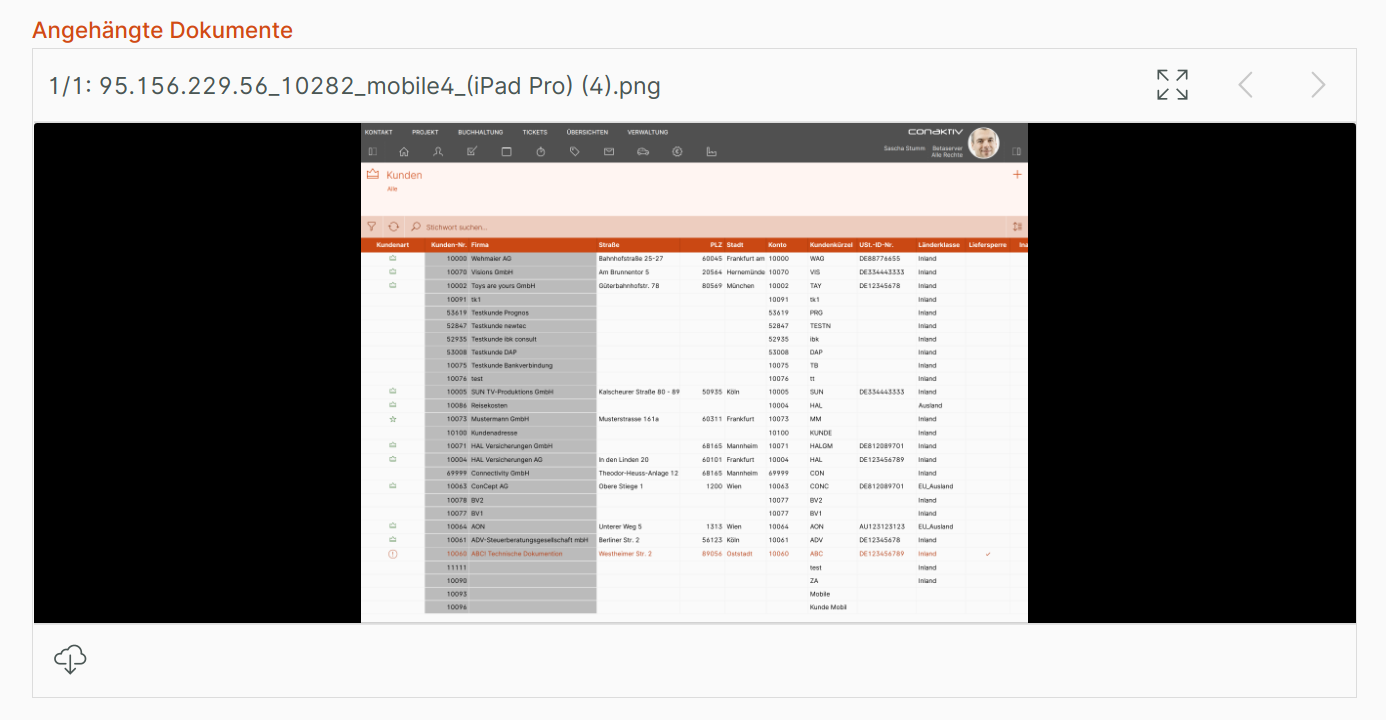 Angehängte Dokumente
1/1: 95.156.229.56_10282_mobile4_(iPad Pro) (4).png
KONTAKT PROJEKT BUCHHALTUNG TICKETS ÜBERSICHTEN VERWALTUNG conaktiv
Sascha Stumm Betaserver
Alle Rechte
Kunden
Alle
Stichwort suchen...
Kundenart Kunden-Nr. Firma Straße PLZ Stadt Konto Kundenkürzel USt.-ID-Nr. Länderklasse Liefersperre Ina
10000 Wehmaier AG Bahnhofstraße 25-27 60045 Frankfurt am 10000 WAG DE88776655 Inland
10070 Visions GmbH Am Brunnentor 5 20564 Hernemünde 10070 VIS DE334443333 Inland
10002 Toys are yours GmbH Güterbahnhofstr. 78 80569 München 10002 TAY DE12345678 Inland
10091 tk1 10091 tk1 Inland
53619 Testkunde Prognos 53619 PRG Inland
52847 Testkunde newtec 52847 TESTN Inland
52935 Testkunde ibk consult 52935 ibk Inland
53008 Testkunde DAP 53008 DAP Inland
10075 Testkunde Bankverbindung 10075 TB Inland
10076 test 10076 tt Inland
10005 SUN TV-Produktions GmbH Kalscheurer Straße 80 - 89 50935 Köln 10005 SUN DE334443333 Inland
10086 Reisekosten 10004 HAL Ausland
10073 Mustermann GmbH Musterstrasse 161a 60311 Frankfurt 10073 MM Inland
10100 Kundenadresse 10100 KUNDE Inland
10071 HAL Versicherungen GmbH 68165 Mannheim 10071 HALGM DE812089701 Inland
10004 HAL Versicherungen AG In den Linden 20 60101 Frankfurt 10004 HAL DE123456789 Inland
69999 Connectivity GmbH Theodor-Heuss-Anlage 12 68165 Mannheim 69999 CON Inland
10063 ConCept AG Obere Stiege 1 1200 Wien 10063 CONC DE812089701 EU_Ausland
10078 BV2 10077 BV2 Inland
10077 BV1 10077 BV1 Inland
10064 AON Unterer Weg 5 1313 Wien 10064 AON AU123123123 EU_Ausland
10061 ADV-Steuerberatungsgesellschaft mbH Berliner Str. 2 56123 Köln 10061 ADV DE12345678 Inland
10060 ABCI Technische Dokumention Westheimer Str. 2 89056 Oststadt 10060 ABC DE123456789 Inland
11111 test Inland
10090 ZA Inland
10093 Mobile
10096 Kunde Mobil